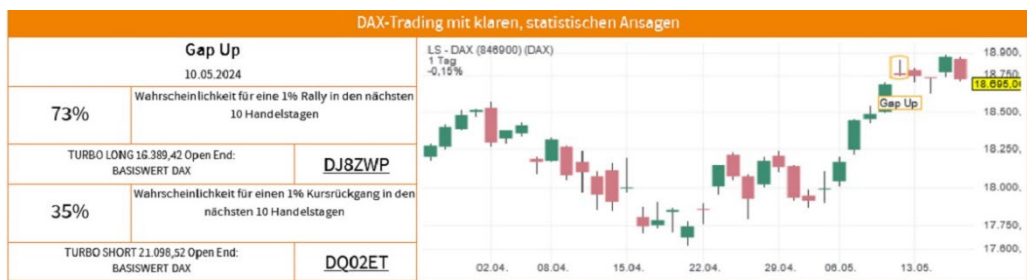 DAX-Trading mit klaren, statistischen Ansagen
Gap Up
10.05.2024
73%
Wahrscheinlichkeit für eine 1% Rally in den nächsten
10 Handelstagen
TURBO LONG 16.389,42 Open End:
BASISWERT DAX
DJ8ZWP
35%
Wahrscheinlichkeit für einen 1% Kursrückgang in den
nächsten 10 Handelstagen
TURBO SHORT 21.098,52 Open End:
BASISWERT DAX
DQ02ET
LS - DAX (846900) (DAX)
1 Tag
-0,15%
Gap Up
18.900,
18.750,
18.695,0
18.500,
18.250,
18.000,
17.750,
17.600,
02.04.
08.04.
15.04.
22.04.
29.04.
06.05.
13.05.